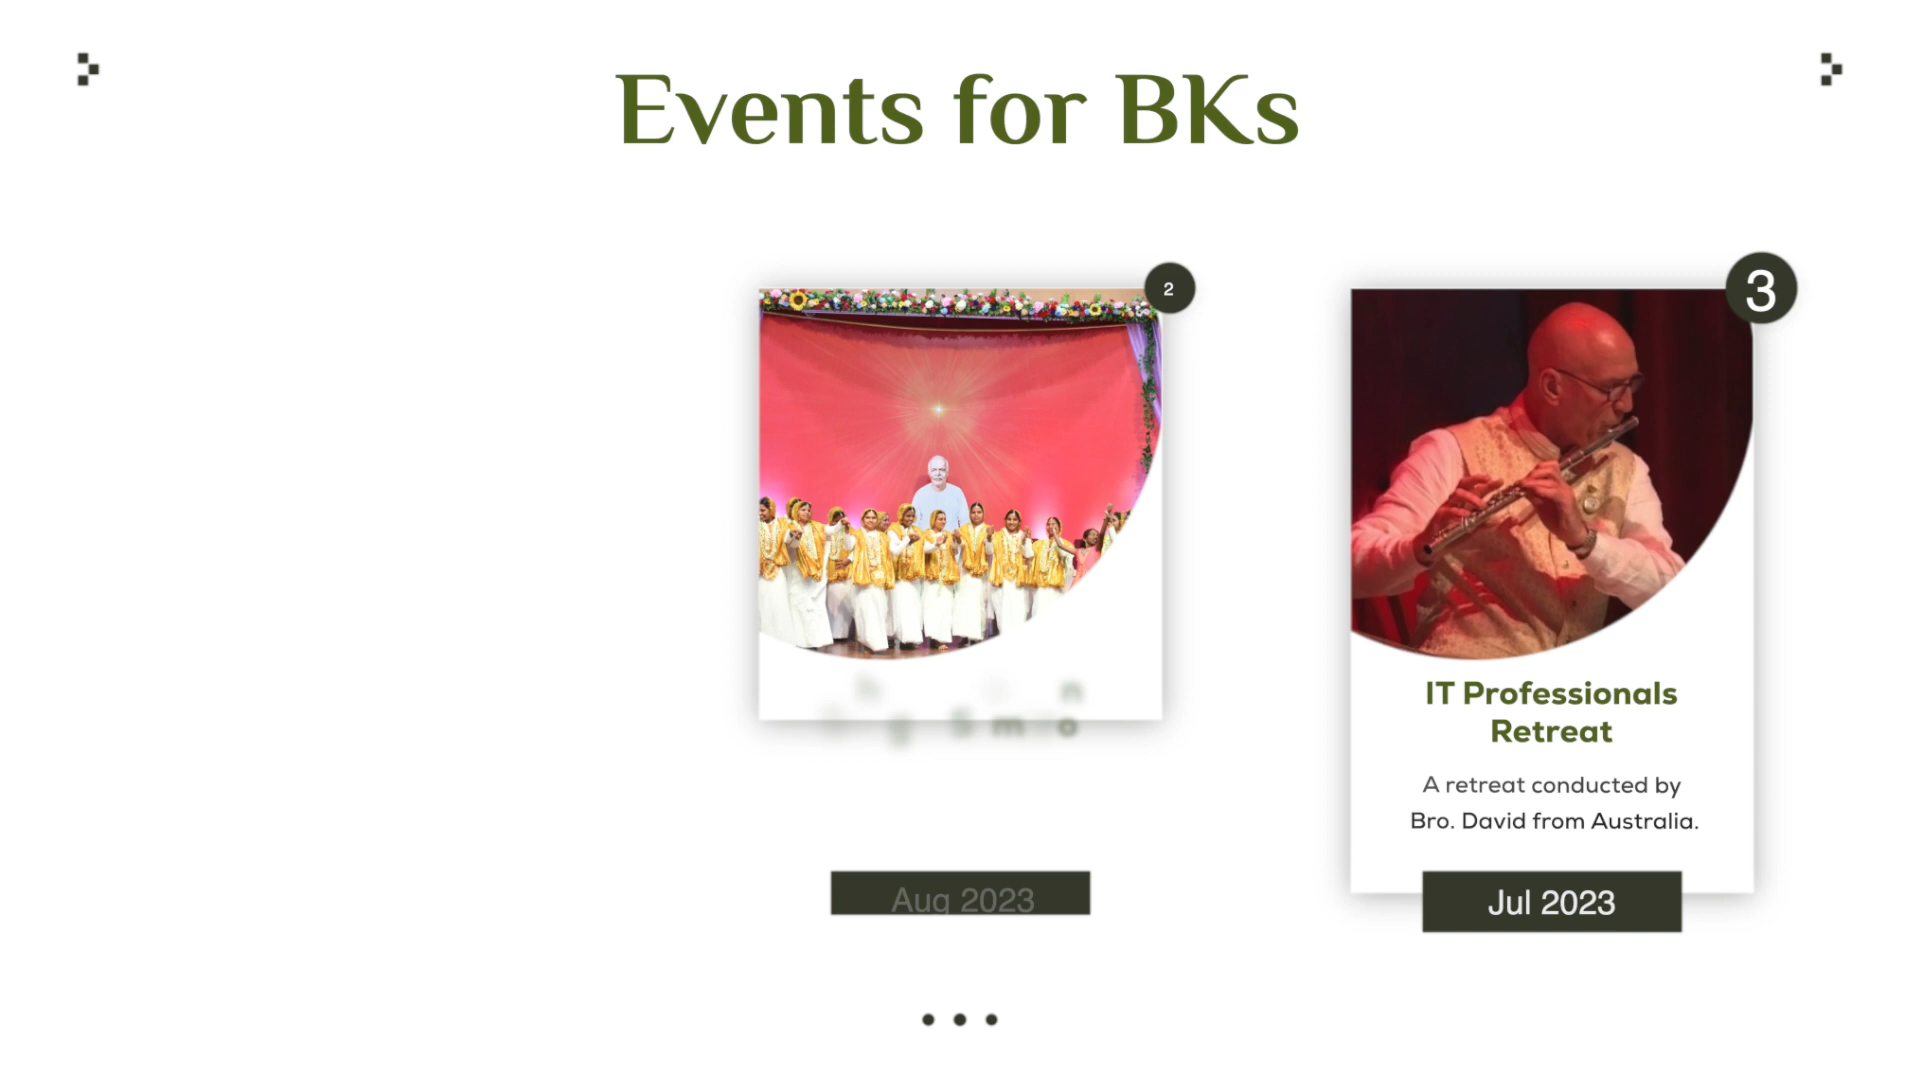 Events for BKs
2
Aug 2023
3
IT Professionals
Retreat
A retreat conducted by
Bro. David from Australia.
Jul 2023